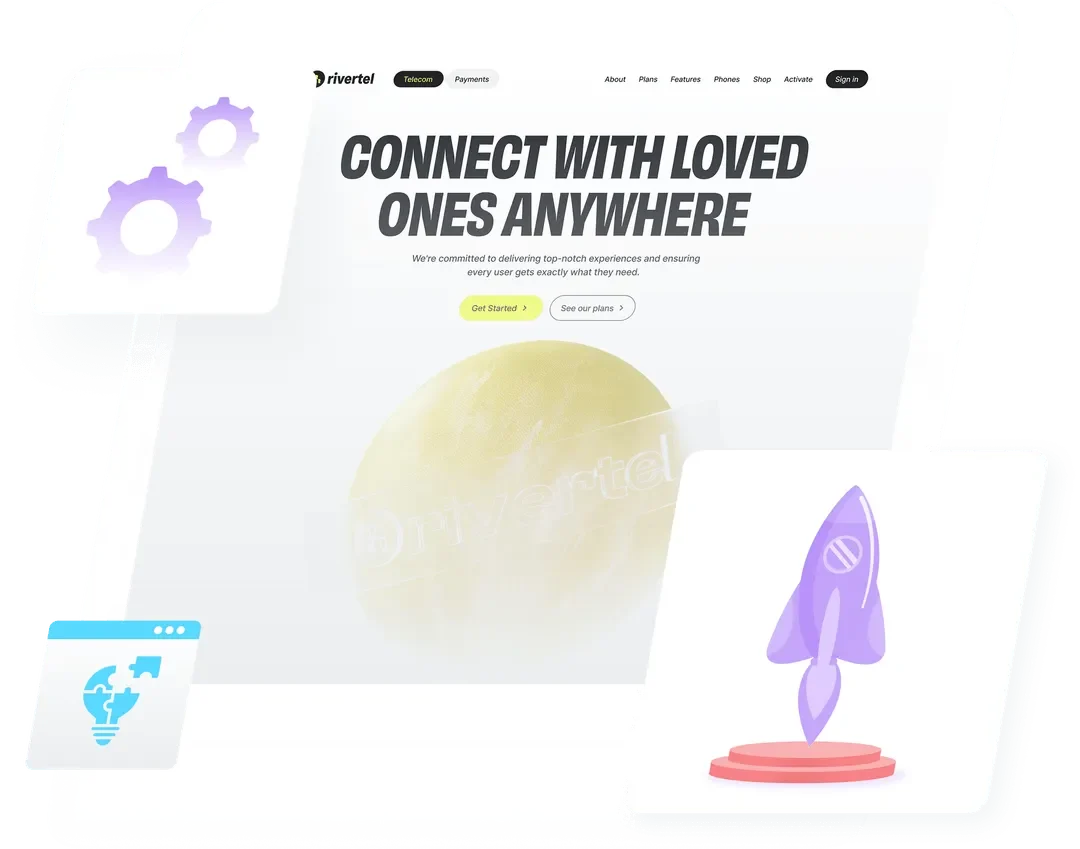 rivertel
Telecom
Payments
About
Plans
Features
Phones
Shop
Activate
Sign in
CONNECT WITH LOVED
ONES ANYWHERE
We're committed to delivering top-notch experiences and ensuring
every user gets exactly what they need.
Get Started
See our plans
rivertel